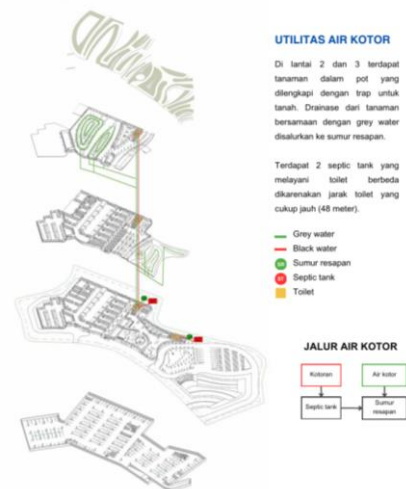 UTILITAS AIR KOTOR
Di lantai 2 dan 3 terdapat
tanaman dalam pot yang
dilengkapi dengan trap untuk
tanah. Drainase dari tanaman
bersamaan dengan grey water
disalurkan ke sumur resapan.
Terdapat 2 septic tank yang
melayani toilet berbeda
dikarenakan jarak toilet yang
cukup jauh (48 meter).
Grey water
Black water
SR Sumur resapan
ST Septic tank
Toilet
JALUR AIR KOTOR
Kotoran
Air kotor
Septic tank
Sumur
resapan